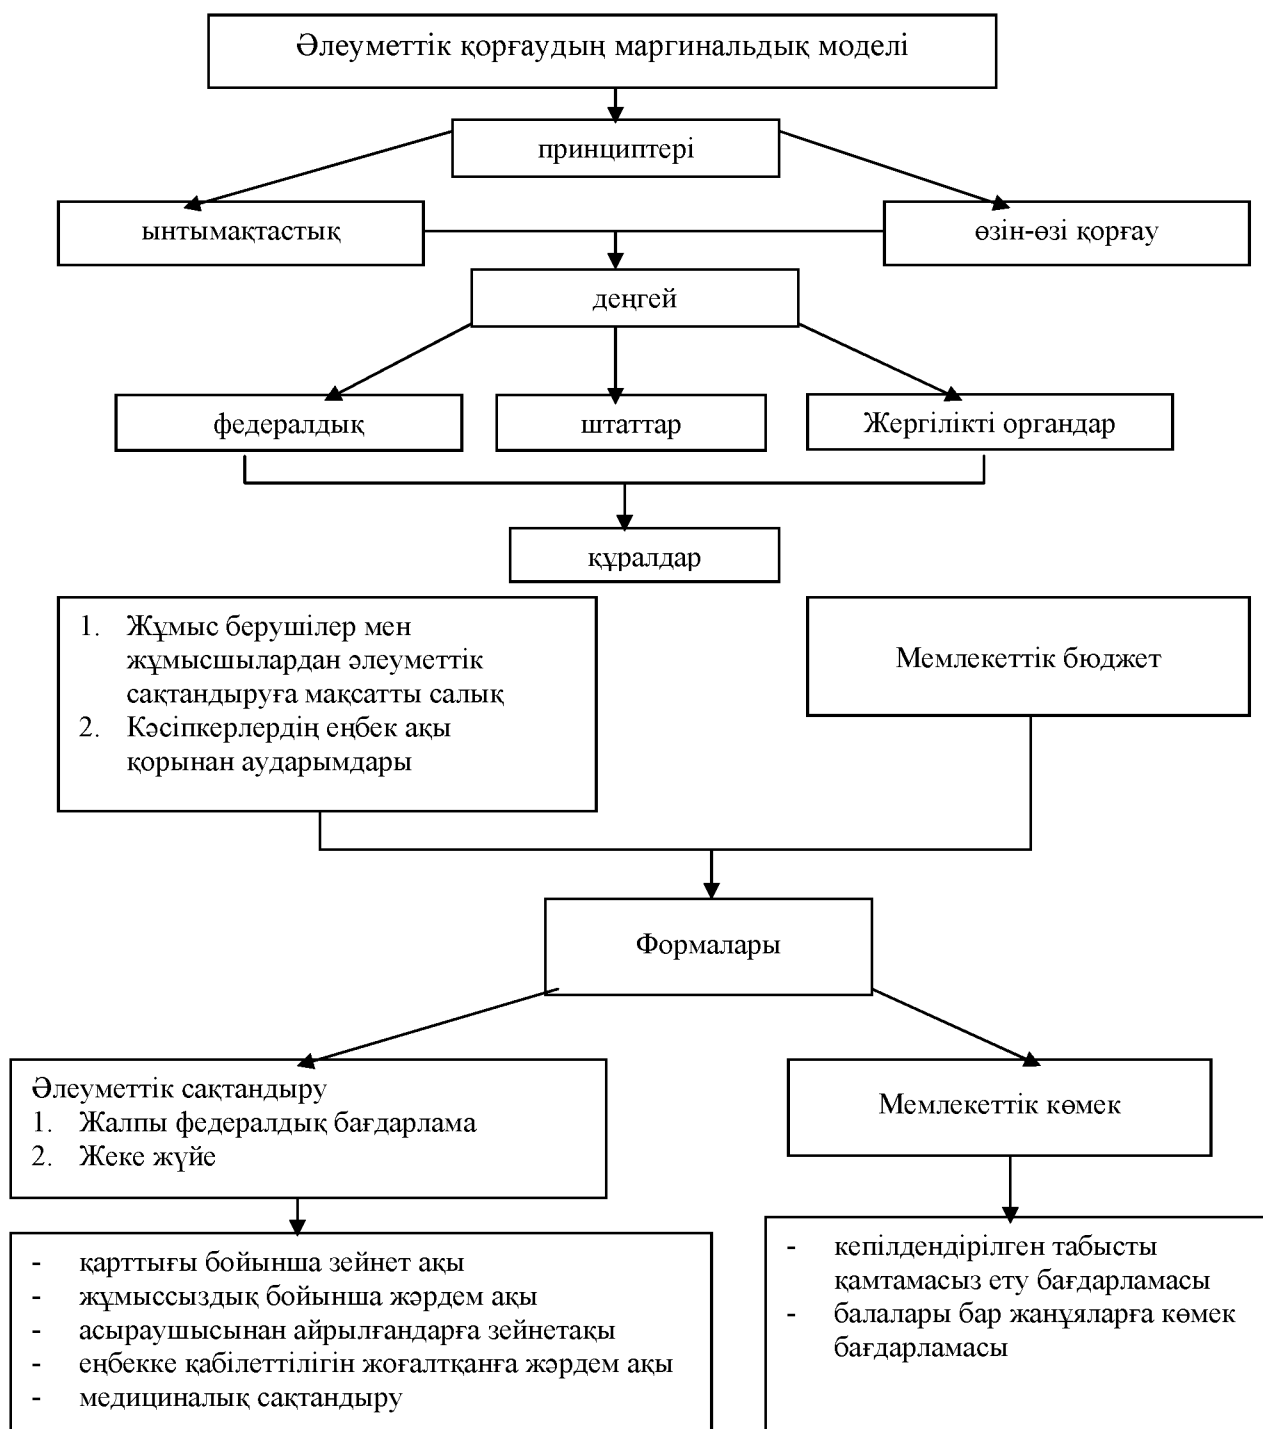 Әлеуметтік қорғаудың маргинальдық моделі
принциптері
ынтымақтастық
өзін-өзі қорғау
деңгей
федералдық
штаттар
Жергілікті органдар
құралдар
1. Жұмыс берушілер мен
жұмысшылардан әлеуметтік
сақтандыруға мақсатты салық
2. Кәсіпкерлердің еңбек ақы
қорынан аударымдары
Мемлекеттік бюджет
Формалары
Әлеуметтік сақтандыру
1. Жалпы федералдық бағдарлама
2. Жеке жүйе
Мемлекеттік көмек
- қарттығы бойынша зейнет ақы
- жұмыссыздық бойынша жәрдем ақы
- асыраушысынан айрылғандарға зейнетақы
- еңбекке қабілеттілігін жоғалтқанға жәрдем ақы
- медициналық сақтандыру
- кепілдендірілген табысты
қамтамасыз ету бағдарламасы
- балалары бар жанұяларға көмек
бағдарламасы